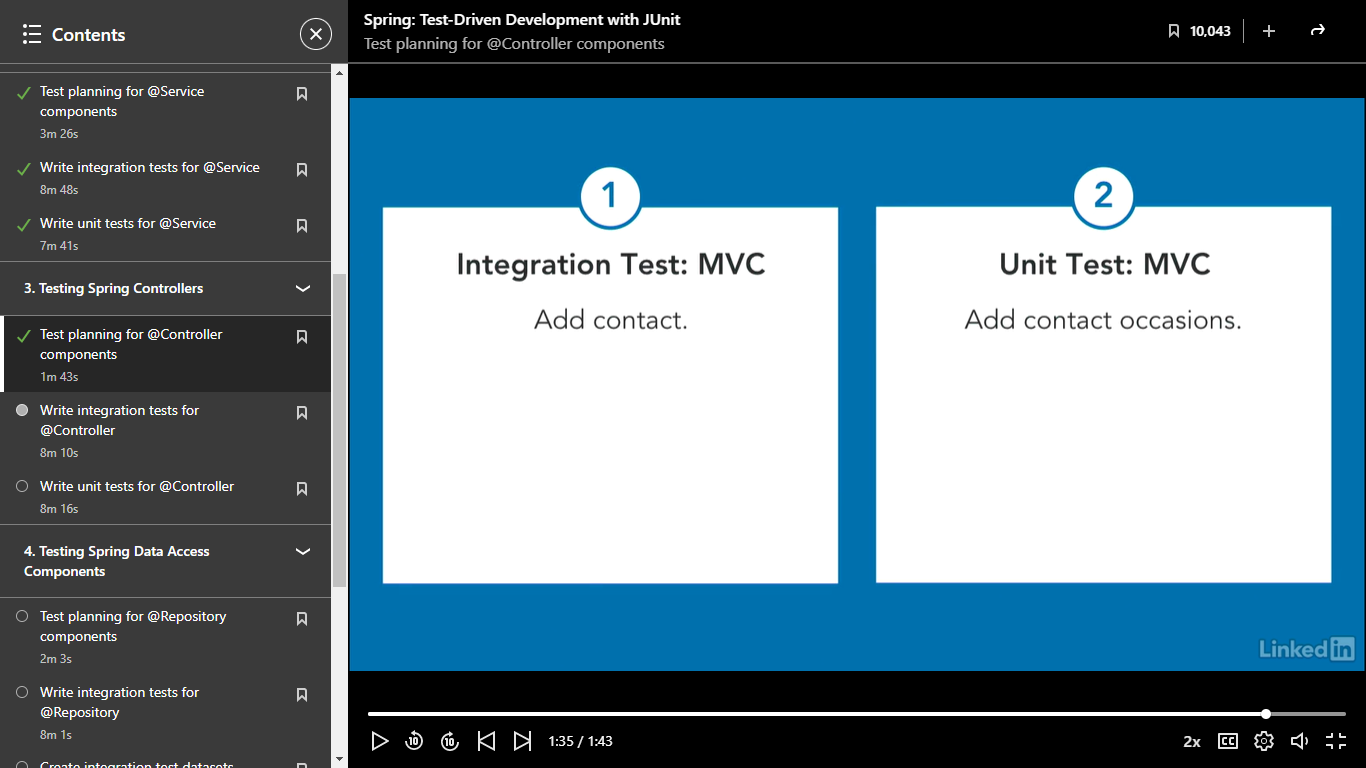 Contents
Test planning for @Service
components
3m 26s
Write integration tests for @Service
8m 48s
Write unit tests for @Service
7m 41s
3. Testing Spring Controllers
Test planning for @Controller
components
1m 43s
Write integration tests for
@Controller
8m 10s
Write unit tests for @Controller
8m 16s
4. Testing Spring Data Access
Components
Test planning for @Repository
components
2m 3s
Write integration tests for
@Repository
8m 1s
Create integration test datasets
Spring: Test-Driven Development with JUnit
Test planning for @Controller components
10,043
1
Integration Test: MVC
Add contact.
2
Unit Test: MVC
Add contact occasions.
Linked in
10
10
1:35 / 1:43
2x
CC